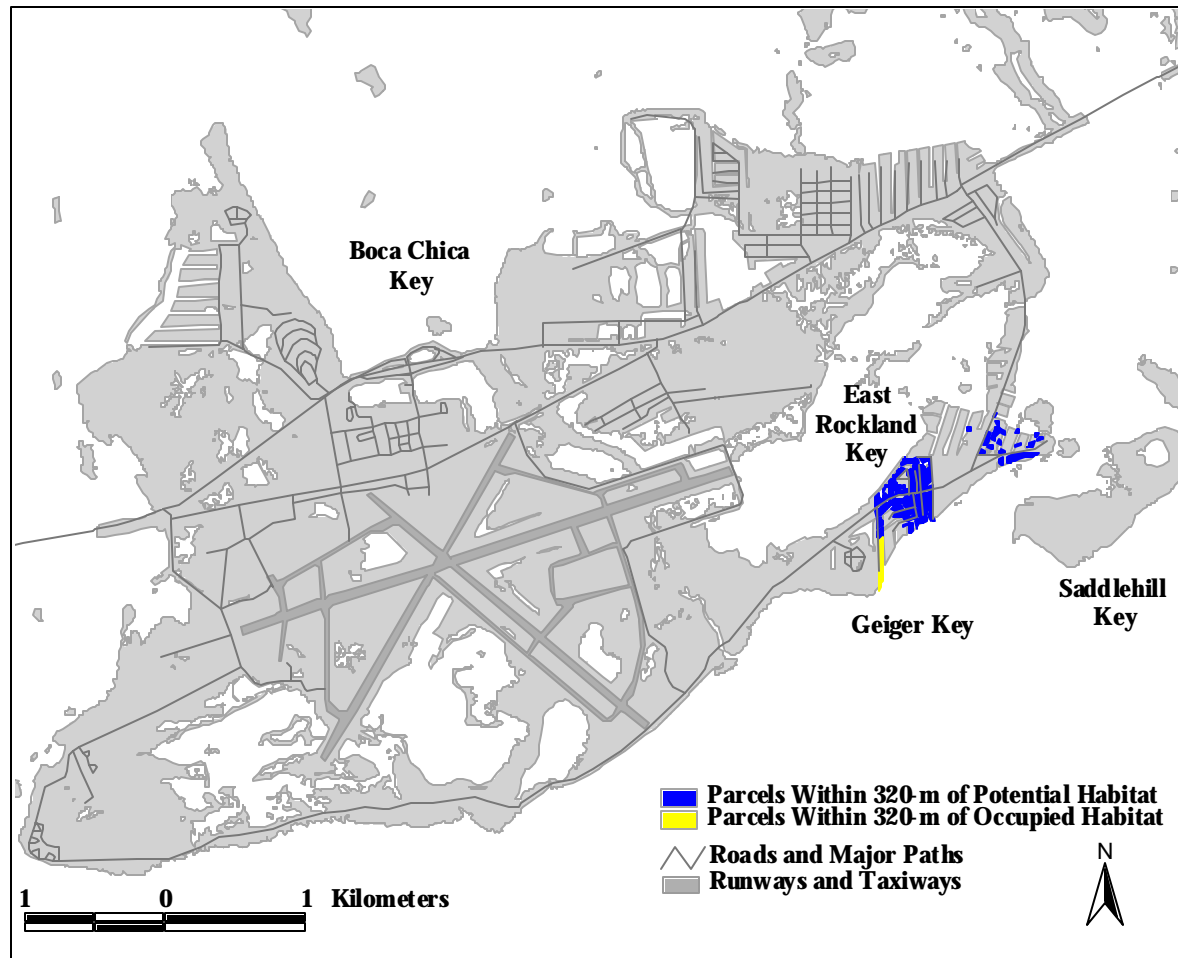 Boca Chica
Key
East
Rockland
Key
Saddlehill
Key
Geiger Key
Parcels Within 320-m of Potential Habitat
Parcels Within 320-m of Occupied Habitat
Roads and Major Paths
Runways and Taxiways
N
1 0 1 Kilometers